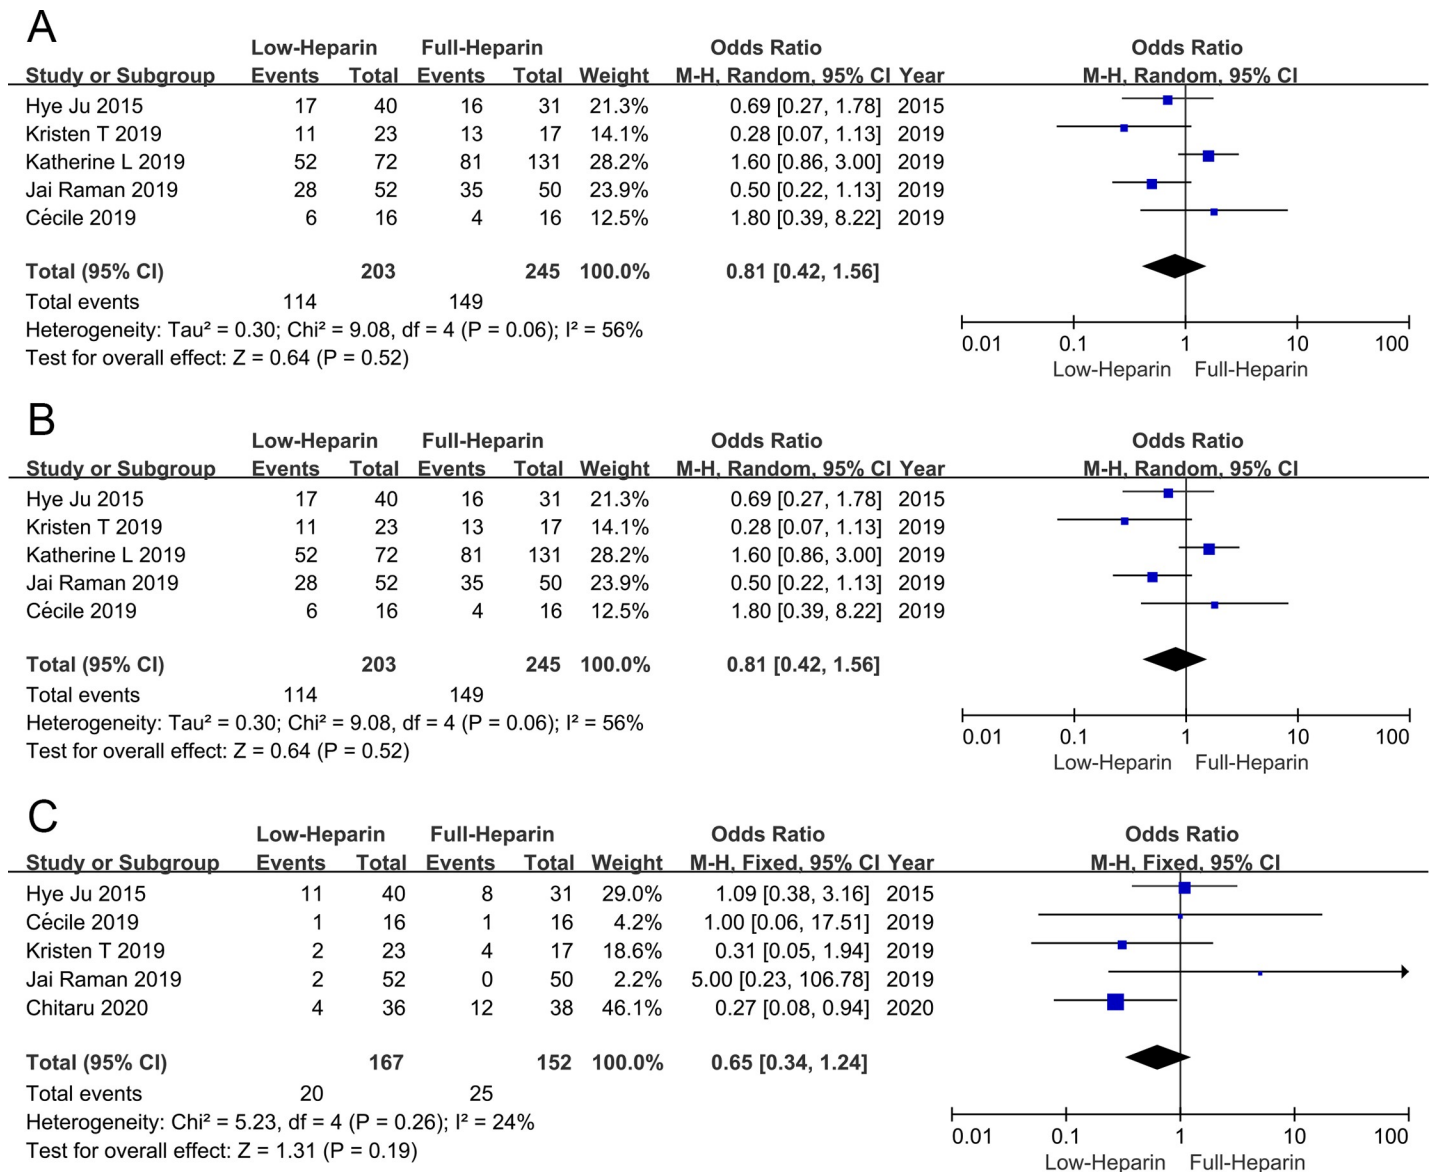 A
Low-Heparin Full-Heparin Odds Ratio Odds Ratio
Study or Subgroup Events Total Events Total Weight M-H, Random, 95% CI Year M-H, Random, 95% CI
Hye Ju 2015 17 40 16 31 21.3% 0.69 [0.27, 1.78] 2015
Kristen T 2019 11 23 13 17 14.1% 0.28 [0.07, 1.13] 2019
Katherine L 2019 52 72 81 131 28.2% 1.60 [0.86, 3.00] 2019
Jai Raman 2019 28 52 35 50 23.9% 0.50 [0.22, 1.13] 2019
Cécile 2019 6 16 4 16 12.5% 1.80 [0.39, 8.22] 2019
Total (95% CI) 203 245 100.0% 0.81 [0.42, 1.56]
Total events 114 149
Heterogeneity: Tau² = 0.30; Chi² = 9.08, df = 4 (P = 0.06); I² = 56%
Test for overall effect: Z = 0.64 (P = 0.52)
0.01 0.1 1 10 100
Low-Heparin Full-Heparin
B
Low-Heparin Full-Heparin Odds Ratio Odds Ratio
Study or Subgroup Events Total Events Total Weight M-H, Random, 95% CI Year M-H, Random, 95% CI
Hye Ju 2015 17 40 16 31 21.3% 0.69 [0.27, 1.78] 2015
Kristen T 2019 11 23 13 17 14.1% 0.28 [0.07, 1.13] 2019
Katherine L 2019 52 72 81 131 28.2% 1.60 [0.86, 3.00] 2019
Jai Raman 2019 28 52 35 50 23.9% 0.50 [0.22, 1.13] 2019
Cécile 2019 6 16 4 16 12.5% 1.80 [0.39, 8.22] 2019
Total (95% CI) 203 245 100.0% 0.81 [0.42, 1.56]
Total events 114 149
Heterogeneity: Tau² = 0.30; Chi² = 9.08, df = 4 (P = 0.06); I² = 56%
Test for overall effect: Z = 0.64 (P = 0.52)
0.01 0.1 1 10 100
Low-Heparin Full-Heparin
C
Low-Heparin Full-Heparin Odds Ratio Odds Ratio
Study or Subgroup Events Total Events Total Weight M-H, Fixed, 95% CI Year M-H, Fixed, 95% CI
Hye Ju 2015 11 40 8 31 29.0% 1.09 [0.38, 3.16] 2015
Cécile 2019 1 16 1 16 4.2% 1.00 [0.06, 17.51] 2019
Kristen T 2019 2 23 4 17 18.6% 0.31 [0.05, 1.94] 2019
Jai Raman 2019 2 52 0 50 2.2% 5.00 [0.23, 106.78] 2019
Chitaru 2020 4 36 12 38 46.1% 0.27 [0.08, 0.94] 2020
Total (95% CI) 167 152 100.0% 0.65 [0.34, 1.24]
Total events 20 25
Heterogeneity: Chi² = 5.23, df = 4 (P = 0.26); I² = 24%
Test for overall effect: Z = 1.31 (P = 0.19)
0.01 0.1 1 10 100
Low-Heparin Full-Heparin